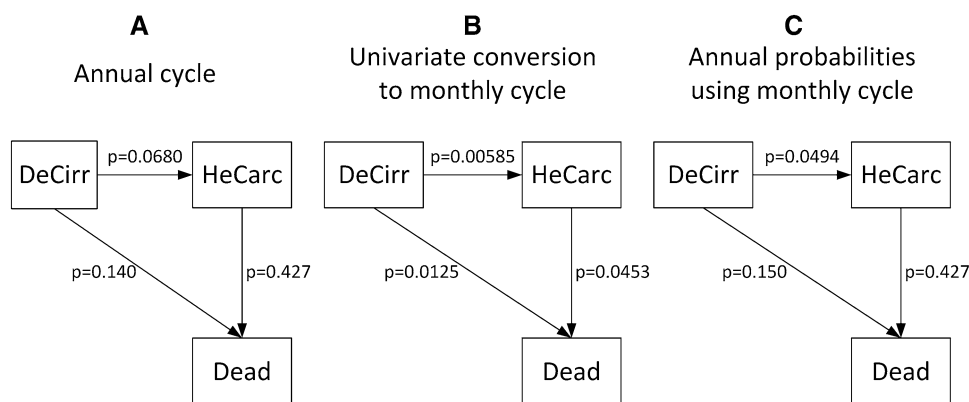 A
Annual cycle
DeCirr
p=0.0680
HeCarc
p=0.140
p=0.427
Dead
B
Univariate conversion
to monthly cycle
DeCirr
p=0.00585
HeCarc
p=0.0125
p=0.0453
Dead
C
Annual probabilities
using monthly cycle
DeCirr
p=0.0494
HeCarc
p=0.150
p=0.427
Dead